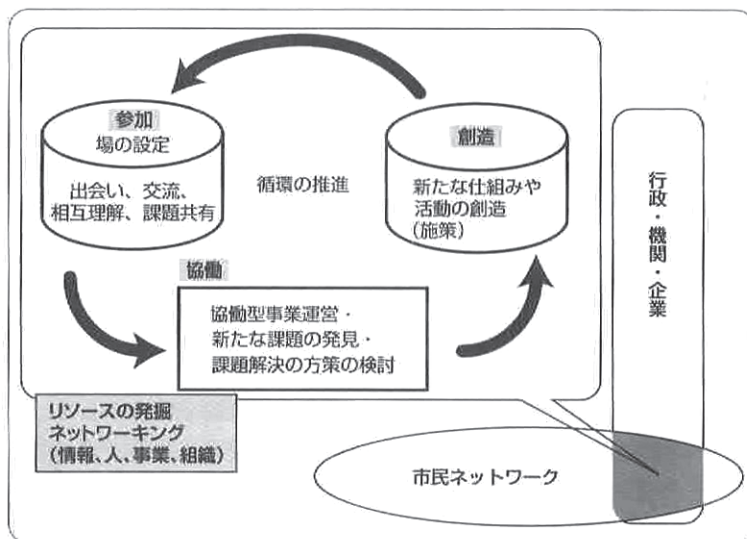 参加
場の設定
出会い、交流、
相互理解、課題共有
循環の推進
創造
新たな仕組みや
活動の創造
(施策)
協働
協働型事業運営・
新たな課題の発見・
課題解決の方策の検討
リソースの発掘
ネットワーキング
(情報、人、事業、組織)
行政・機関・企業
市民ネットワーク